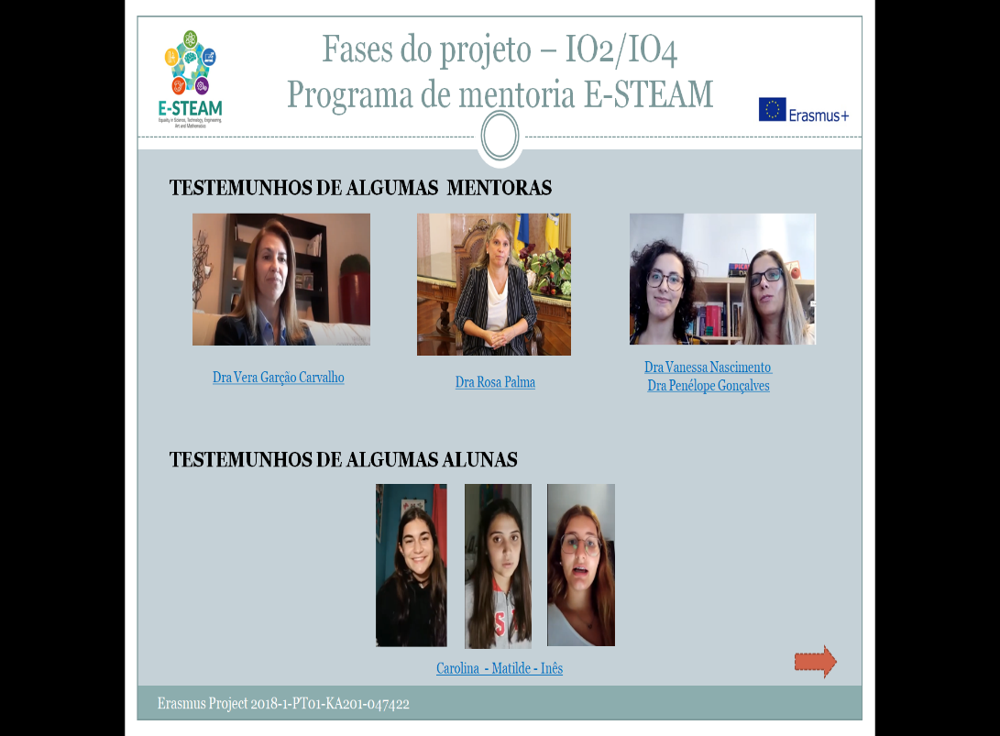 Fases do projeto – IO2/IO4
Programa de mentoria E-STEAM
E-STEAM
Equality in Science, Technology, Engineering,
Art and Mathematics
Erasmus+
TESTEMUNHOS DE ALGUMAS  MENTORAS
Dra Vera Garção Carvalho
Dra Rosa Palma
Dra Vanessa Nascimento
Dra Penélope Gonçalves
TESTEMUNHOS DE ALGUMAS ALUNAS
Carolina  - Matilde - Inês
Erasmus Project 2018-1-PT01-KA201-047422